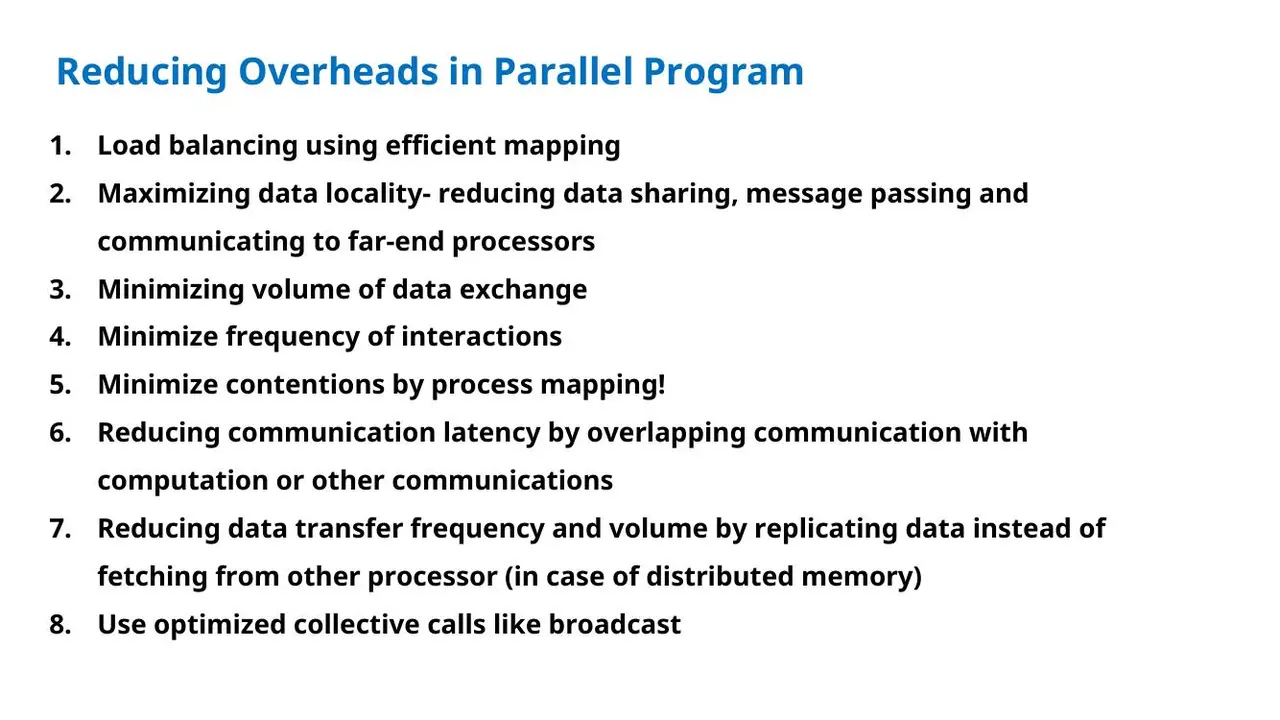 Reducing Overheads in Parallel Program
1. Load balancing using efficient mapping
2. Maximizing data locality- reducing data sharing, message passing and
communicating to far-end processors
3. Minimizing volume of data exchange
4. Minimize frequency of interactions
5. Minimize contentions by process mapping!
6. Reducing communication latency by overlapping communication with
computation or other communications
7. Reducing data transfer frequency and volume by replicating data instead of
fetching from other processor (in case of distributed memory)
8. Use optimized collective calls like broadcast